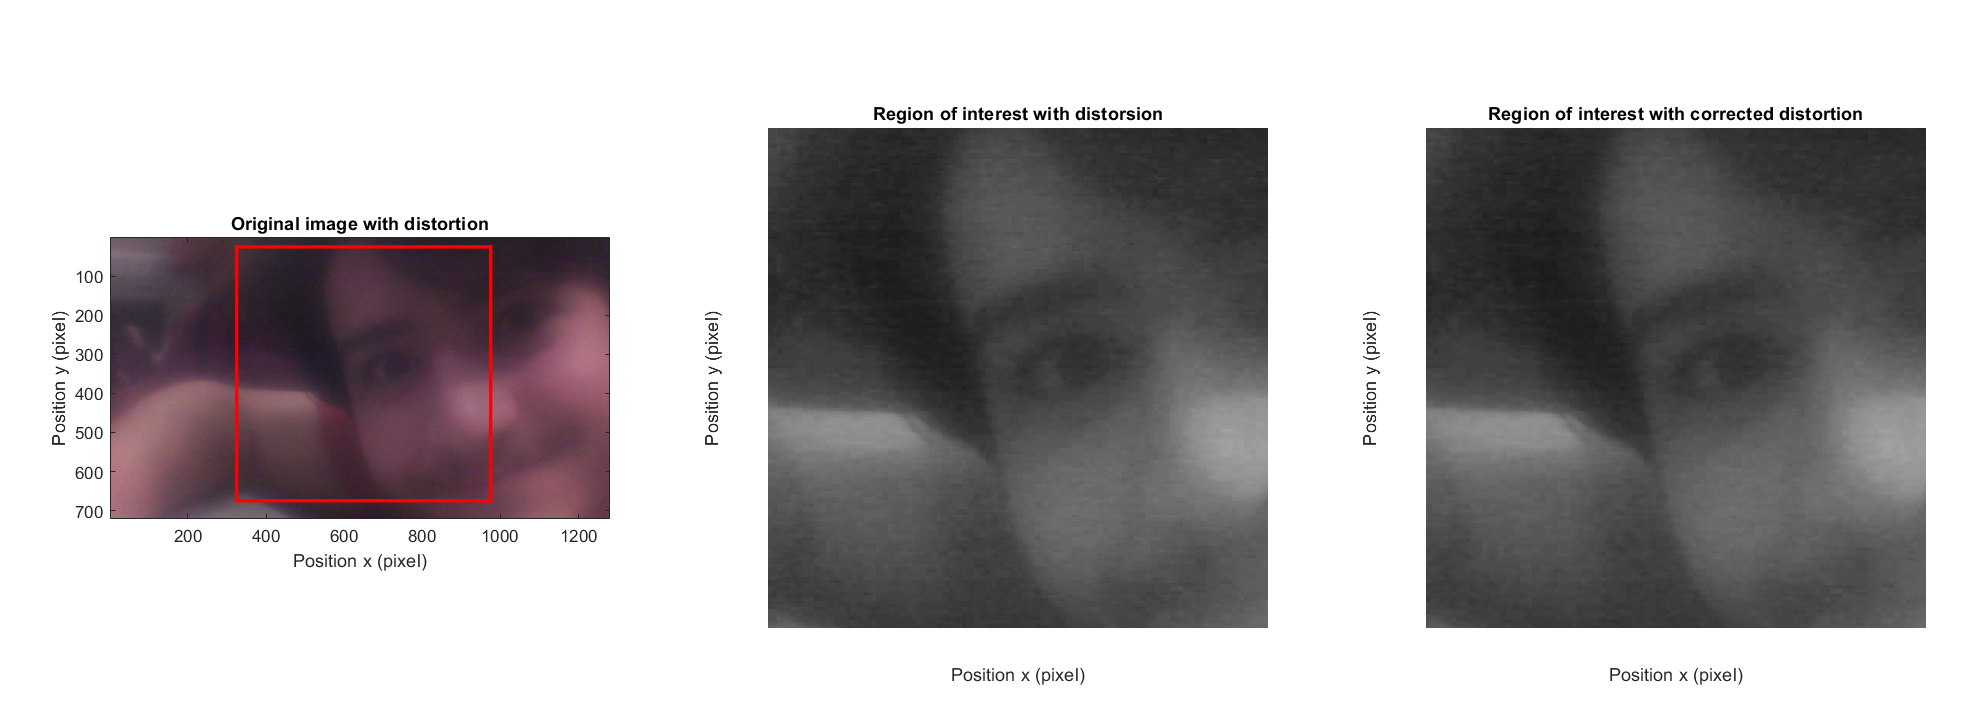 Original image with distortion
Position y (pixel)
100
200
300
400
500
600
700
200 400 600 800 1000 1200
Position x (pixel)
Region of interest with distorsion
Position y (pixel)
Position x (pixel)
Region of interest with corrected distortion
Position y (pixel)
Position x (pixel)